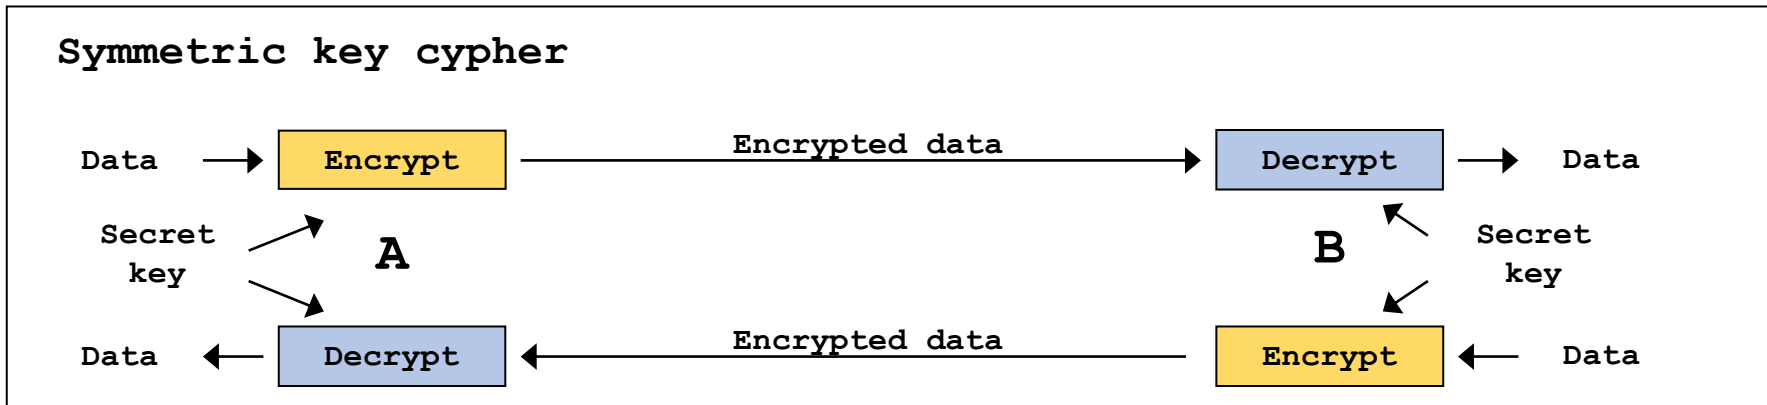 Symmetric key cypher
Data Encrypt Encrypted data Decrypt Data
Secret
key
A
B
Secret
key
Data Decrypt Encrypted data Encrypt Data